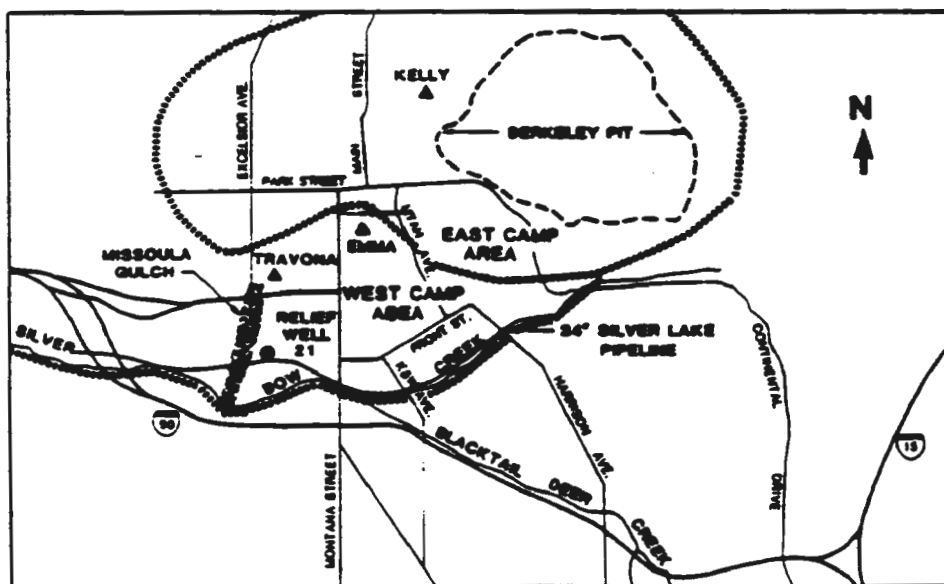 KELLY
BERKELEY PIT
N
EXCELSIOR AVE.
MAIN STREET
PARK STREET
UTAH AVE.
EMMA
EAST CAMP
AREA
MISSOULA
GULCH
TRAVONA
WEST CAMP
AREA
RELIEF
WELL
21
FRONT ST.
24" SILVER LAKE
PIPELINE
SILVER
BOW
CREEK
AVE.
HARRISON AVE.
CONTINENTAL DRIVE
90
15
BLACKTAIL
DEER
CREEK
MONTANA STREET